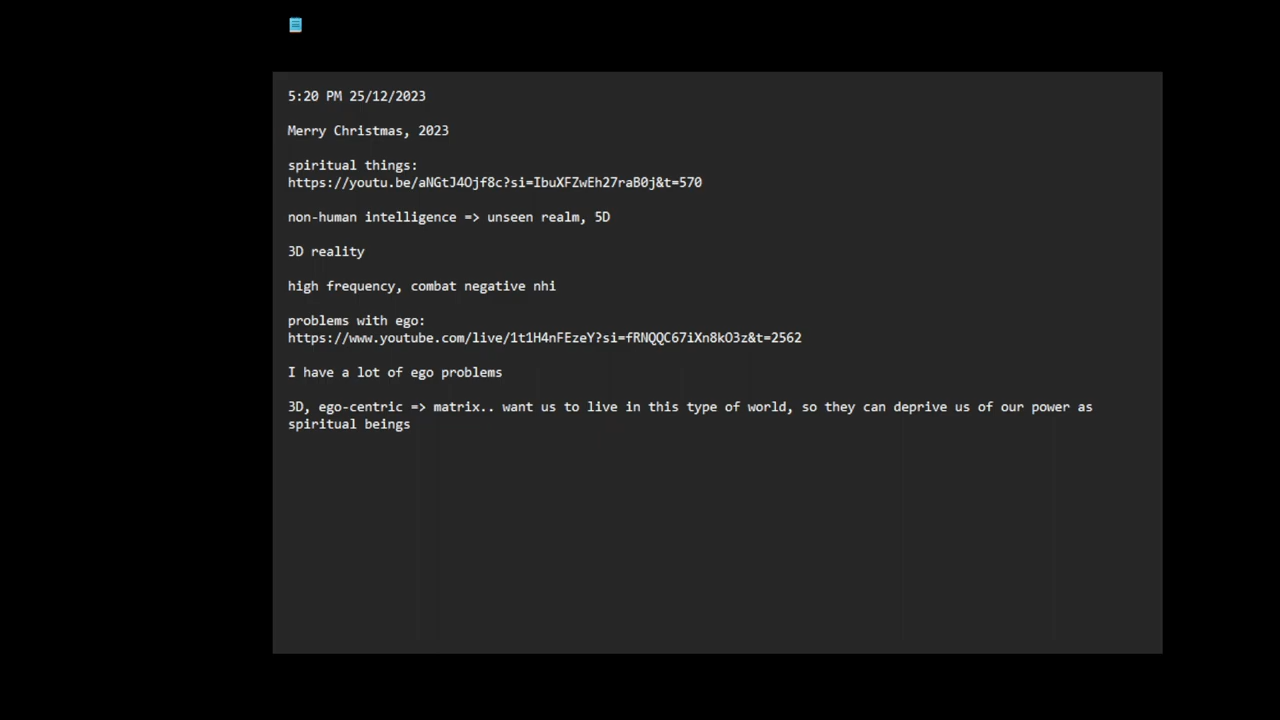 5:20 PM 25/12/2023
Merry Christmas, 2023
spiritual things:
https://youtu.be/aNGtJ4Ojf8c?si=IbuXFZwEh27raB0j&t=570
non-human intelligence => unseen realm, 5D
3D reality
high frequency, combat negative nhi
problems with ego:
https://www.youtube.com/live/1t1H4nFEzeY?si=fRNQQC67iXn8kO3z&t=2562
I have a lot of ego problems
3D, ego-centric => matrix.. want us to live in this type of world, so they can deprive us of our power as
spiritual beings